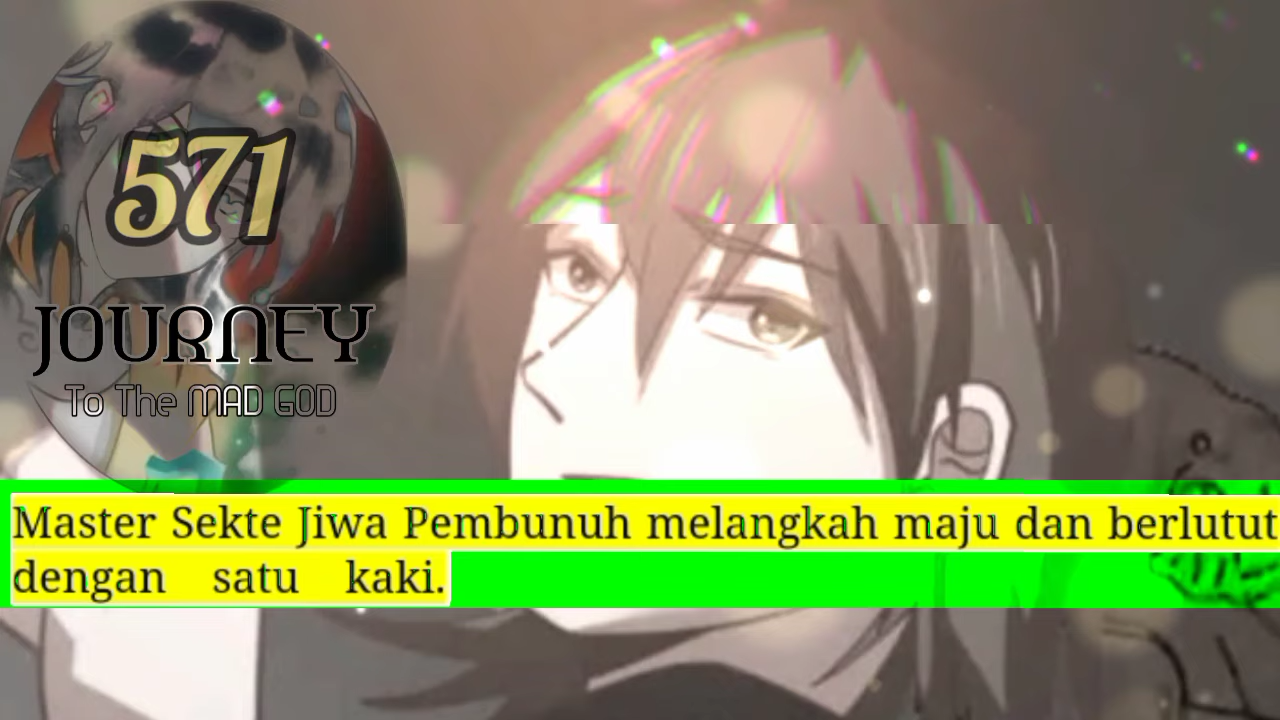 571
JOURNEY
To The MAD GOD
Master Sekte Jiwa Pembunuh melangkah maju dan berlutut
dengan satu kaki.